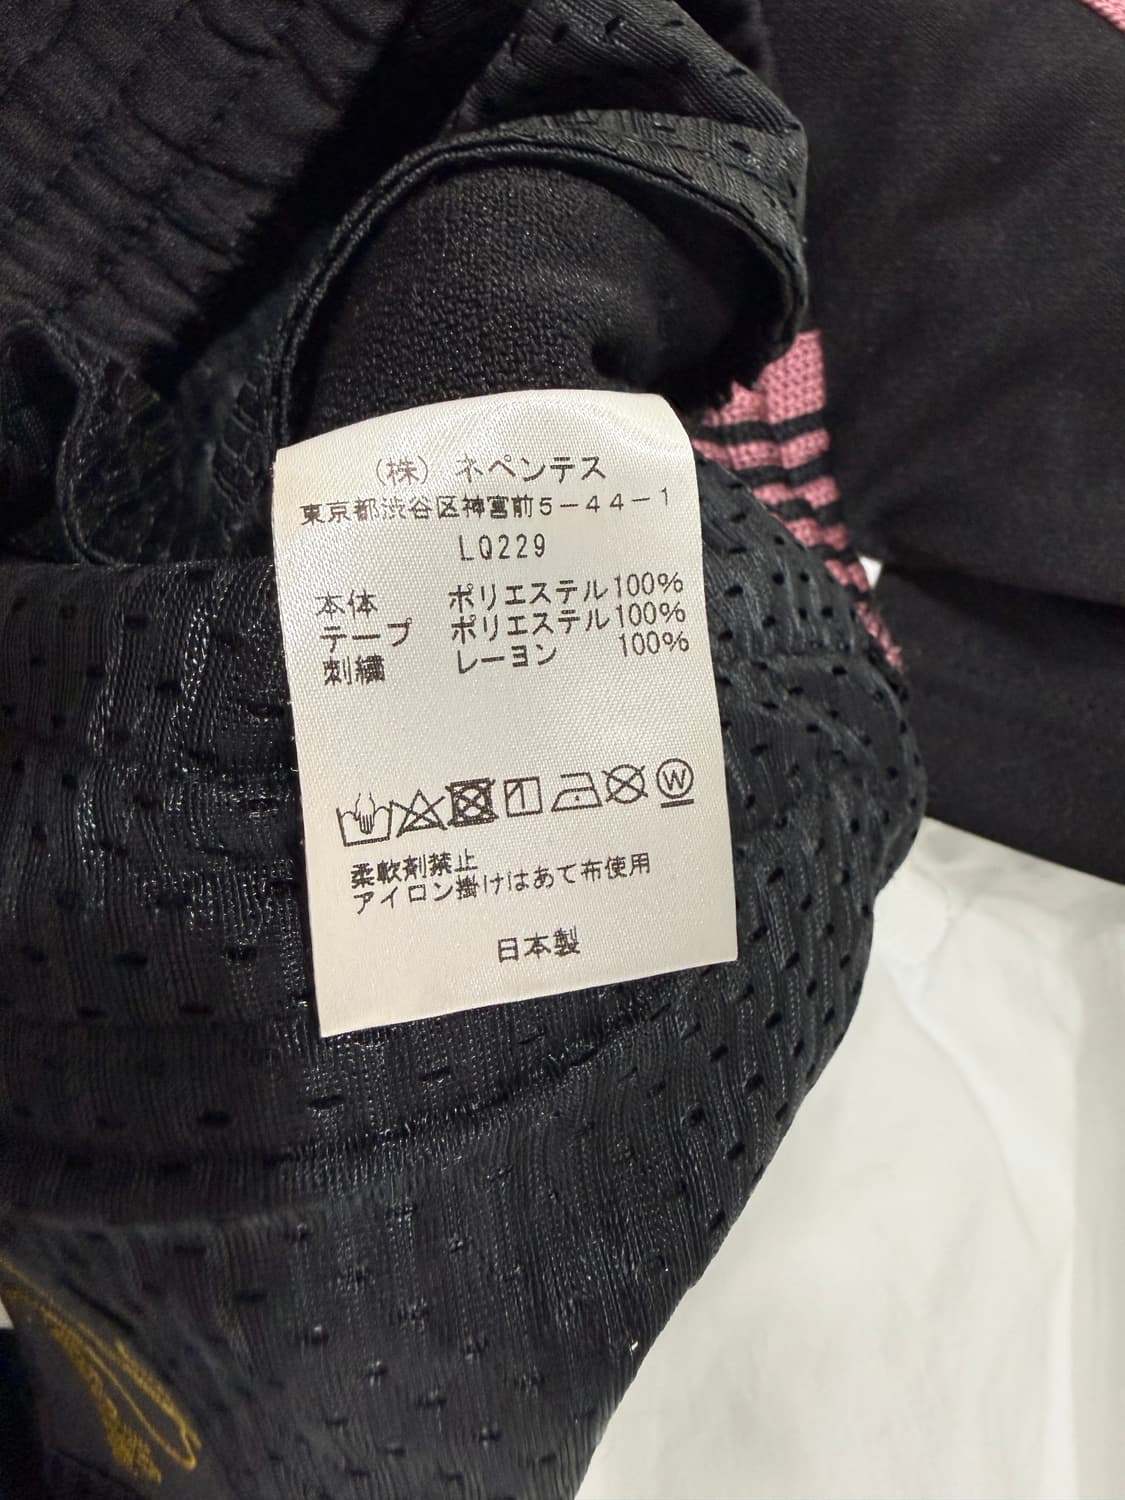 （株）ネペンテス
東京都渋谷区神宮前５－４４－１
LQ229
本体 ポリエステル100%
テープ ポリエステル100%
刺繍 レーヨン 100%
W
柔軟剤禁止
アイロン掛けはあて布使用
日本製